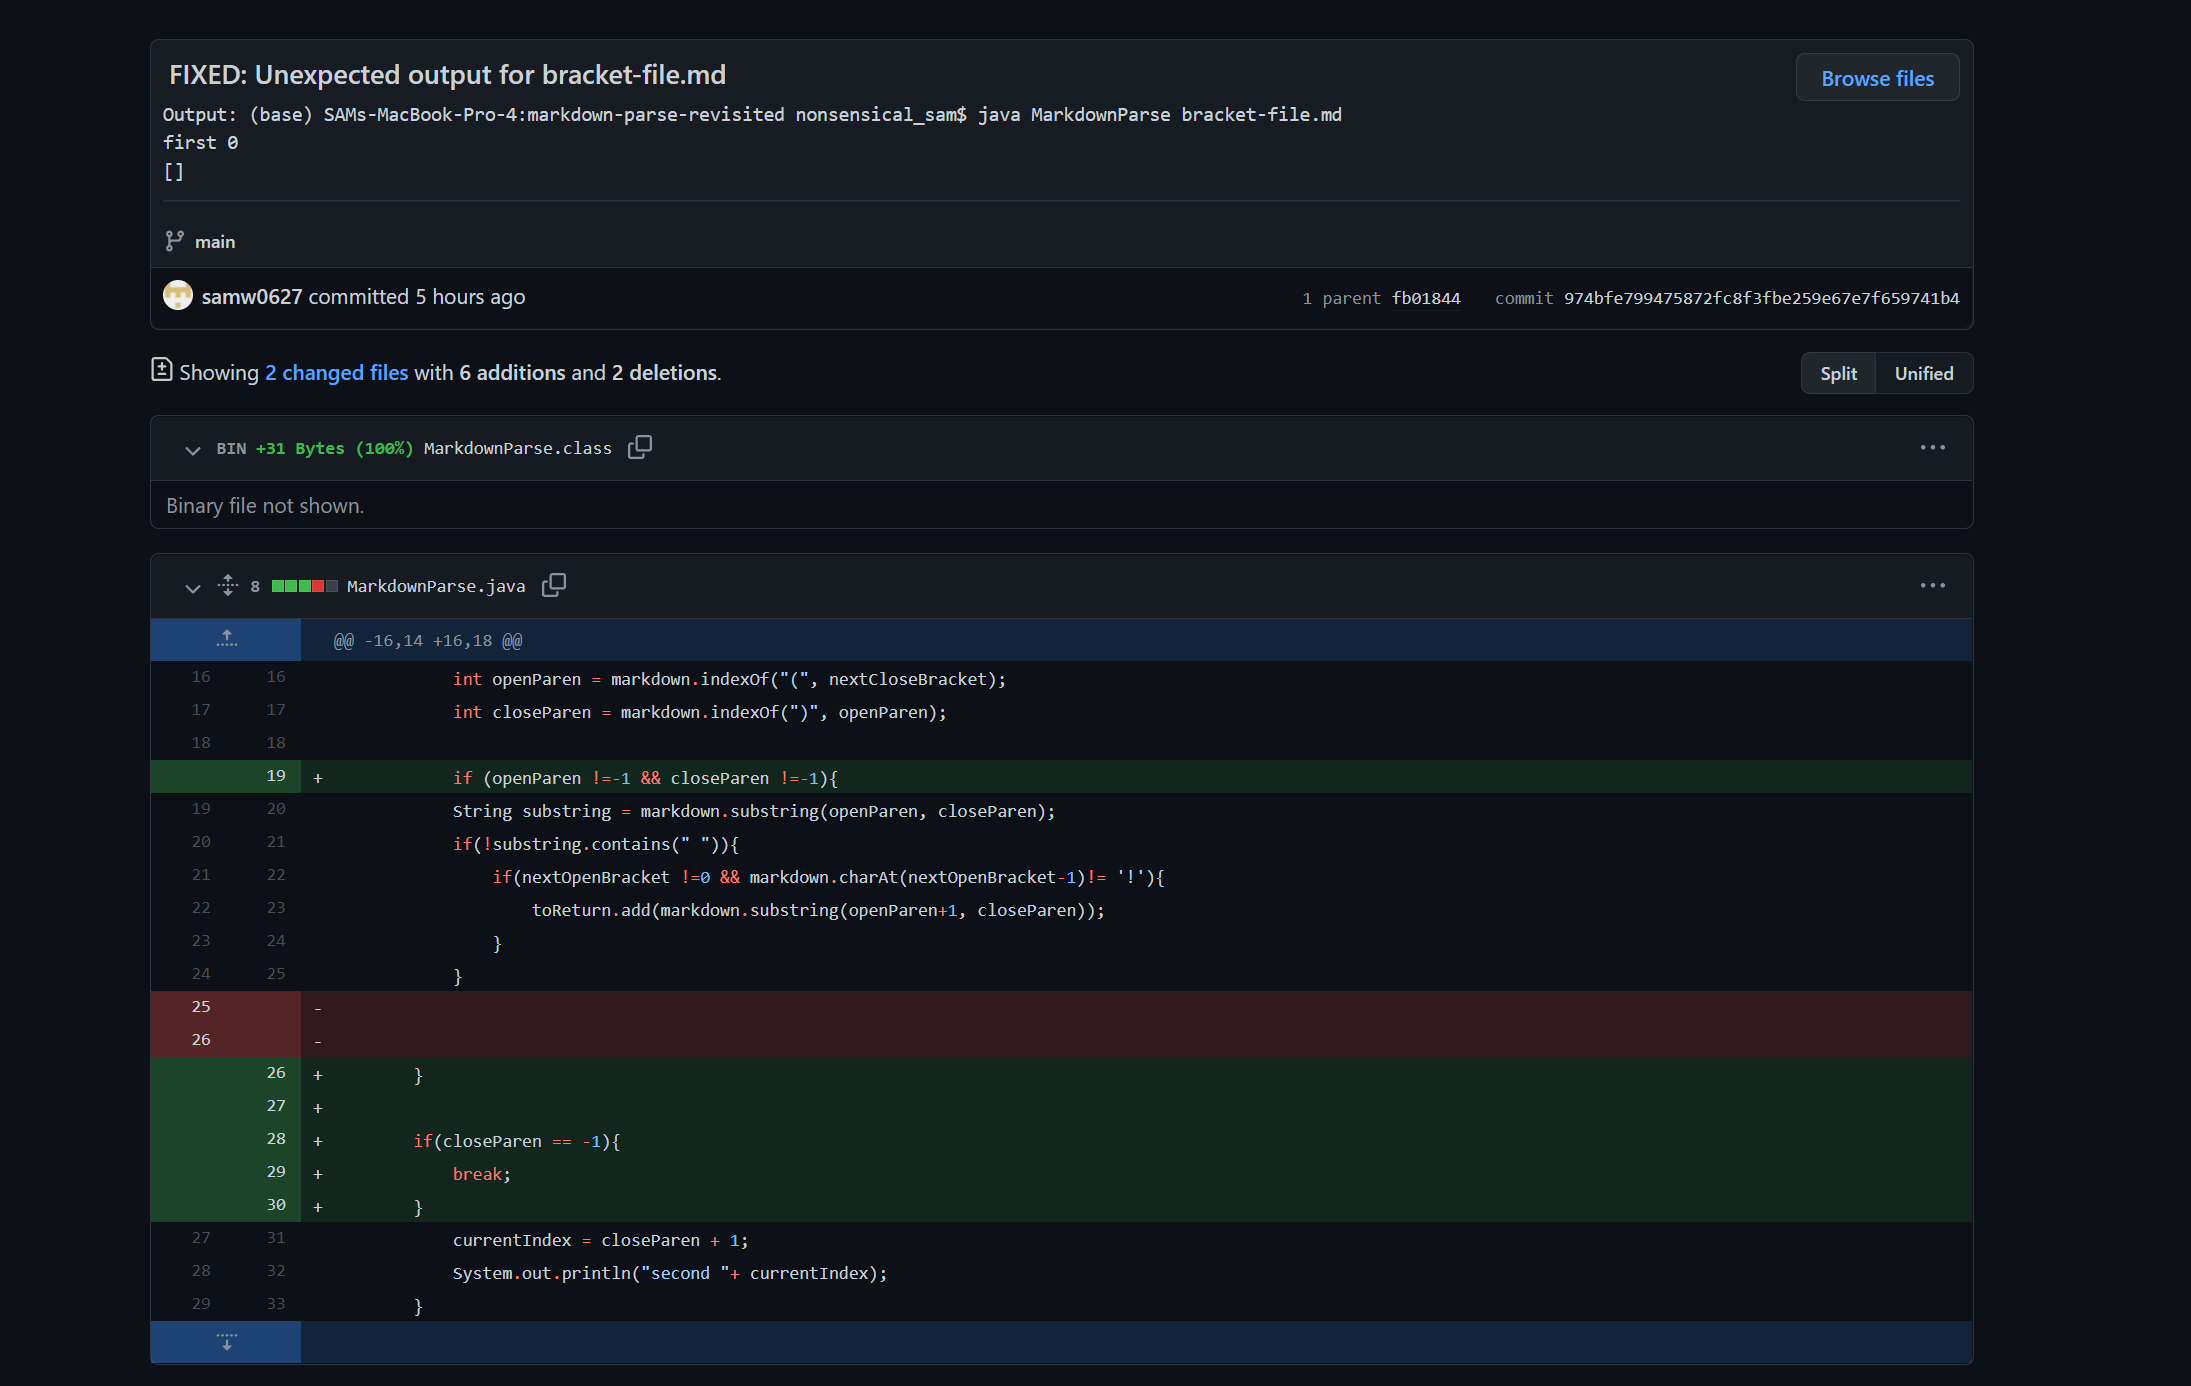 FIXED: Unexpected output for bracket-file.md
Browse files
Output: (base) SAMs-MacBook-Pro-4:markdown-parse-revisited nonsensical_sam$ java MarkdownParse bracket-file.md
first 0
[]
main
samw0627 committed 5 hours ago
1 parent fb01844 commit 974bfe799475872fc8f3fbe259e67e7f659741b4
Showing 2 changed files with 6 additions and 2 deletions.
Split Unified
BIN +31 Bytes (100%) MarkdownParse.class
Binary file not shown.
8 MarkdownParse.java
@@ -16,14 +16,18 @@
16 16 int openParen = markdown.indexOf("(", nextCloseBracket);
17 17 int closeParen = markdown.indexOf(")", openParen);
18 18
19 + if (openParen !=-1 && closeParen !=-1){
19 20 String substring = markdown.substring(openParen, closeParen);
20 21 if(!substring.contains(" ")){
21 22 if(nextOpenBracket !=0 && markdown.charAt(nextOpenBracket-1)!= '!'){
22 23 toReturn.add(markdown.substring(openParen+1, closeParen));
23 24 }
24 25 }
25 -
26 -
26 + }
27 +
28 + if(closeParen == -1){
29 + break;
30 + }
27 31 currentIndex = closeParen + 1;
28 32 System.out.println("second "+ currentIndex);
29 33 }